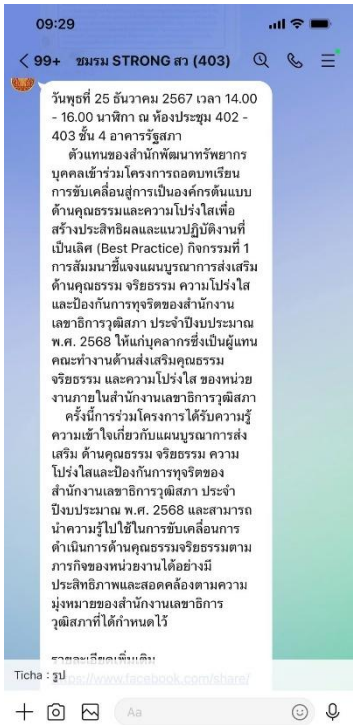 09:29
99+ ชมรม STRONG สว (403)
วันพุธที่ 25 ธันวาคม 2567 เวลา 14.00
- 16.00 นาฬิกา ณ ห้องประชุม 402 -
403 ชั้น 4 อาคารรัฐสภา
ตัวแทนของสำนักพัฒนาทรัพยากร
บุคคลเข้าร่วมโครงการถอดบทเรียน
การขับเคลื่อนสู่การเป็นองค์กรต้นแบบ
ด้านคุณธรรมและความโปร่งใสเพื่อ
สร้างประสิทธิผลและแนวปฏิบัติงานที่
เป็นเลิศ (Best Practice) กิจกรรมที่ 1
การสัมมนาชี้แจงแผนบูรณาการส่งเสริม
ด้านคุณธรรม จริยธรรม ความโปร่งใส
และป้องกันการทุจริตของสำนักงาน
เลขาธิการวุฒิสภา ประจำปีงบประมาณ
พ.ศ. 2568 ให้แก่บุคลากรซึ่งเป็นผู้แทน
คณะทำงานด้านส่งเสริมคุณธรรม
จริยธรรม และความโปร่งใส ของหน่วย
งานภายในสำนักงานเลขาธิการวุฒิสภา
ครั้งนี้การร่วมโครงการได้รับความรู้
ความเข้าใจเกี่ยวกับแผนบูรณาการส่ง
เสริม ด้านคุณธรรม จริยธรรม ความ
โปร่งใสและป้องกันการทุจริตของ
สำนักงานเลขาธิการวุฒิสภา ประจำ
ปีงบประมาณ พ.ศ. 2568 และสามารถ
นำความรู้ไปใช้ในการขับเคลื่อนการ
ดำเนินการด้านคุณธรรมจริยธรรมตาม
ภารกิจของหน่วยงานได้อย่างมี
ประสิทธิภาพและสอดคล้องตามความ
มุ่งหมายของสำนักงานเลขาธิการ
วุฒิสภาที่ได้กำหนดไว้
รายละเอียดเพิ่มเติม
Ticha : รูป
https://www.facebook.com/share/
Aa